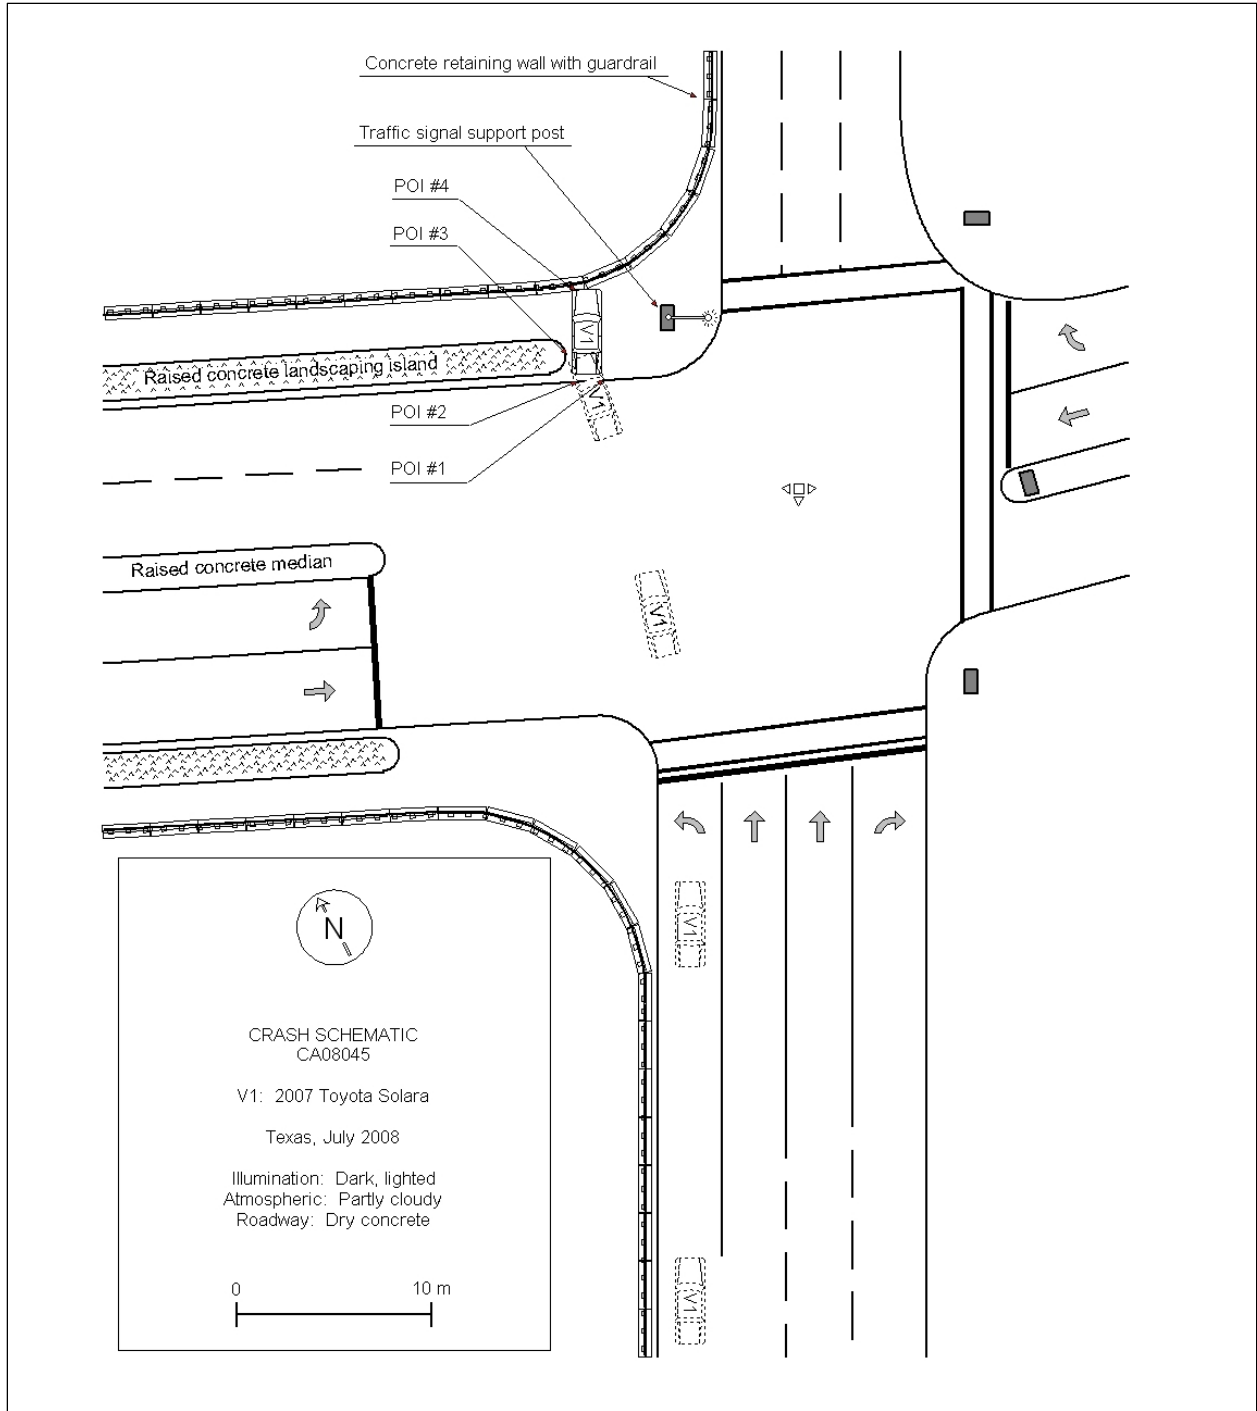 Concrete retaining wall with guardrail
Traffic signal support post
POI #4
POI #3
V1
Raised concrete landscaping island
V1
POI #2
POI #1
Raised concrete median
V1
V1
N
CRASH SCHEMATIC
CA08045
V1: 2007 Toyota Solara
Texas, July 2008
Illumination: Dark, lighted
Atmospheric: Partly cloudy
Roadway: Dry concrete
0 10 m
V1